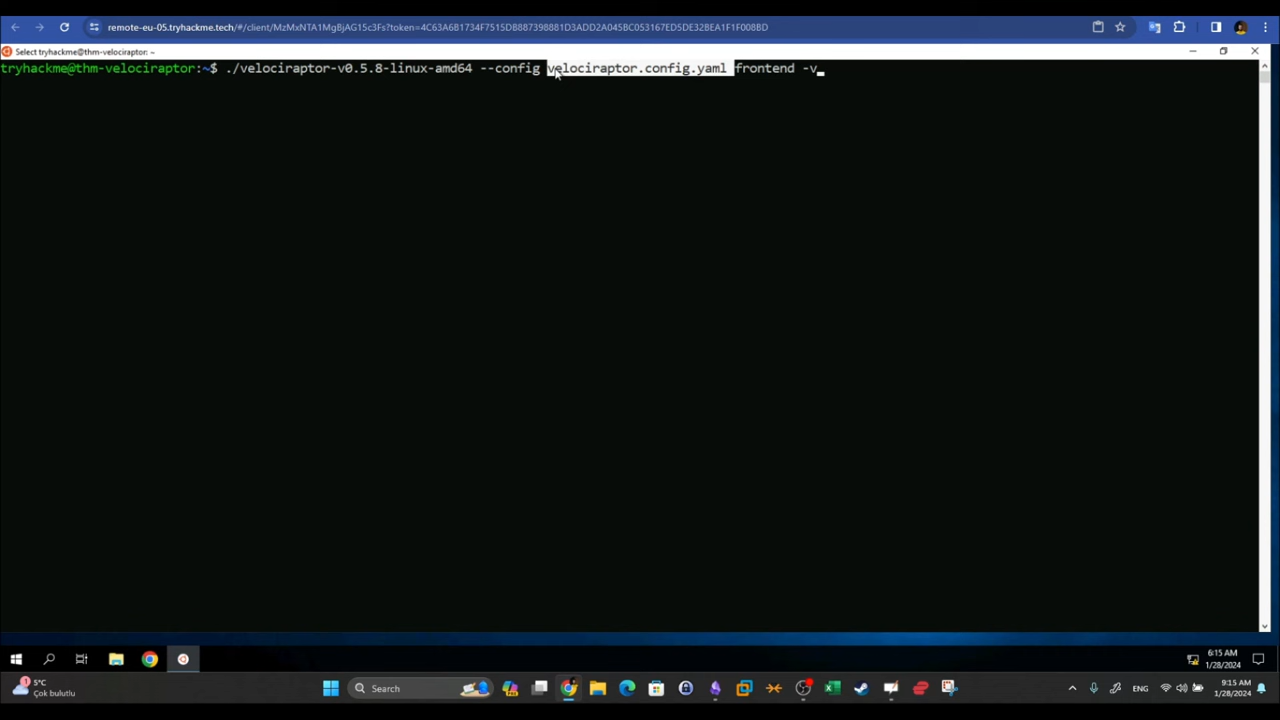 remote-eu-05.tryhackme.tech/#/client/MzMxNTA1MgBjAG15c3Fs?token=4C63A6B1734F7515DB887398881D3ADD2A045BC053167ED5DE32BEA1F1F008BD
Select tryhackme@thm-velociraptor: ~
tryhackme@thm-velociraptor:~$ ./velociraptor-v0.5.8-linux-amd64 --config velociraptor.config.yaml frontend -v
6:15 AM
1/28/2024
1
5°C
Çok bulutlu
Search
ENG
9:15 AM
1/28/2024